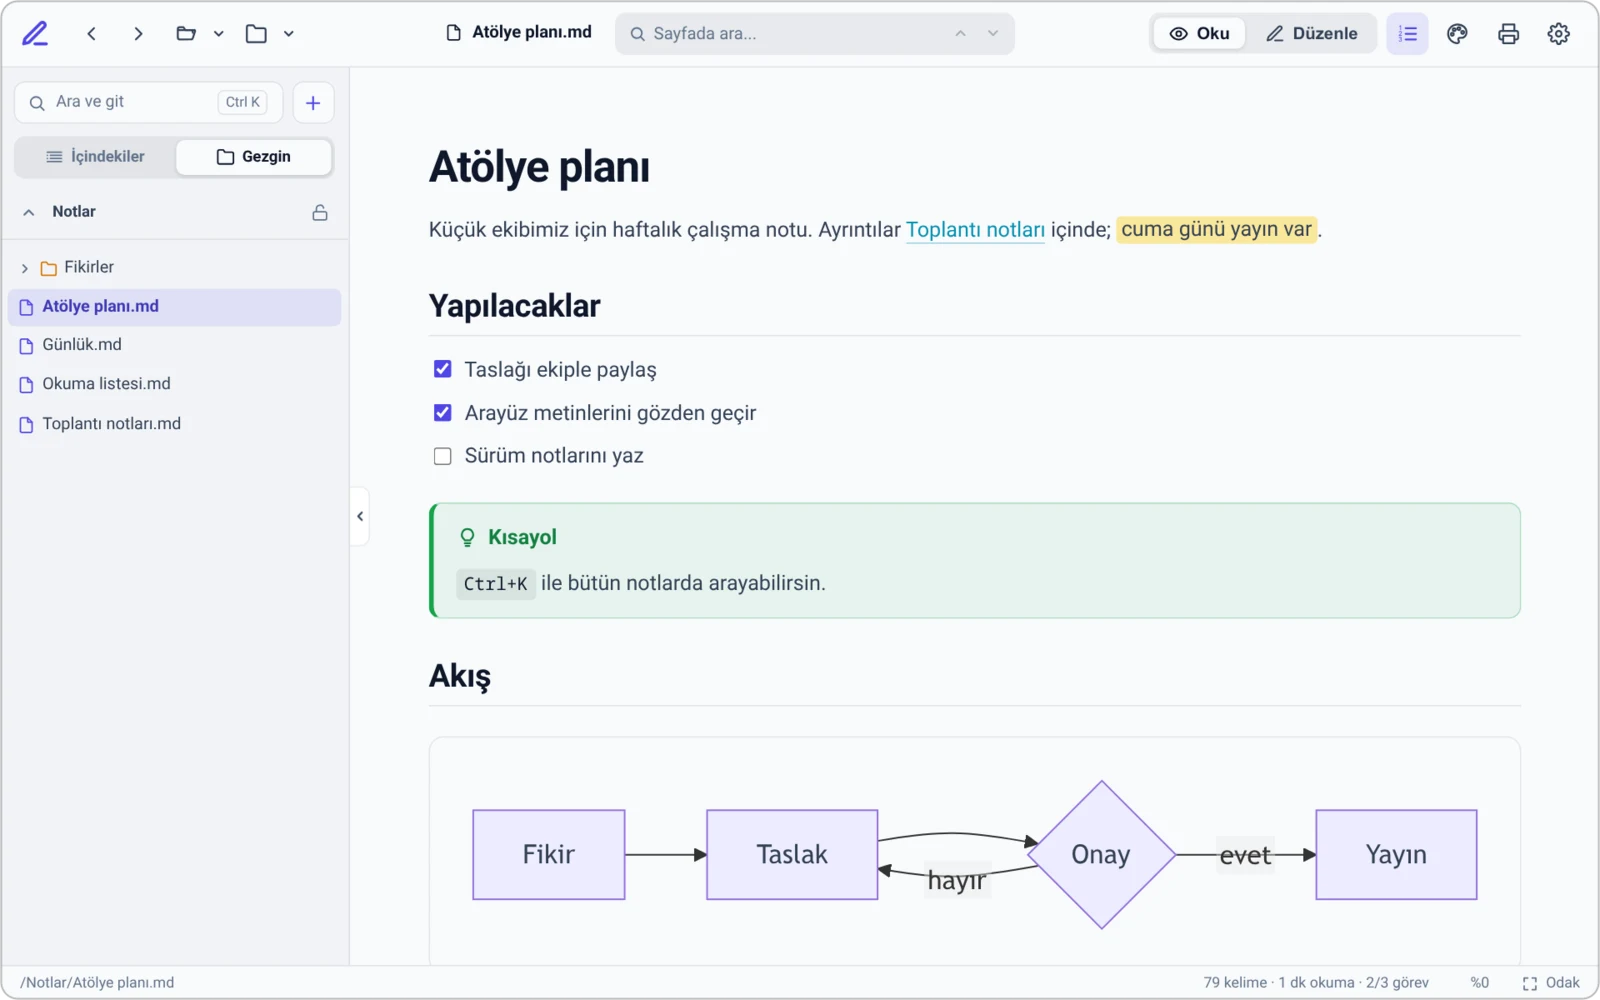 Atölye planı.md
Sayfada ara...
Oku
Düzenle
Ara ve git
Ctrl K
İçindekiler
Gezgin
Notlar
Fikirler
Atölye planı.md
Günlük.md
Okuma listesi.md
Toplantı notları.md
Atölye planı
Küçük ekibimiz için haftalık çalışma notu. Ayrıntılar Toplantı notları içinde; cuma günü yayın var.
Yapılacaklar
Taslağı ekiple paylaş
Arayüz metinlerini gözden geçir
Sürüm notlarını yaz
Kısayol
Ctrl+K ile bütün notlarda arayabilirsin.
Akış
Fikir
Taslak
hayır
Onay
evet
Yayın
/Notlar/Atölye planı.md
79 kelime · 1 dk okuma · 2/3 görev
%0
Odak